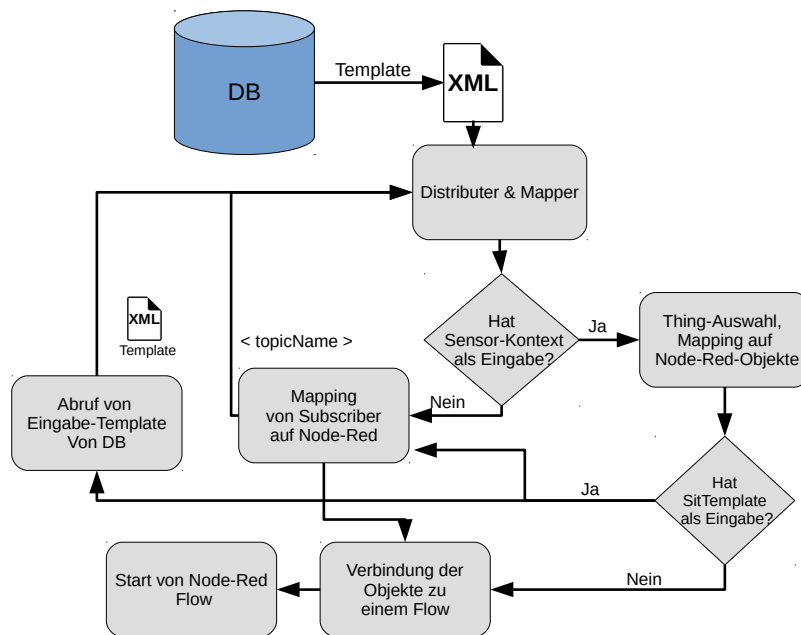 DB
Template
XML
Distributer & Mapper
Hat
Sensor-Kontext
als Eingabe?
Ja
Thing-Auswahl,
Mapping auf
Node-Red-Objekte
XML
Template
< topicName >
Nein
Mapping
von Subscriber
auf Node-Red
Abruf von
Eingabe-Template
Von DB
Hat
SitTemplate
als Eingabe?
Ja
Nein
Verbindung der
Objekte zu
einem Flow
Start von Node-Red
Flow